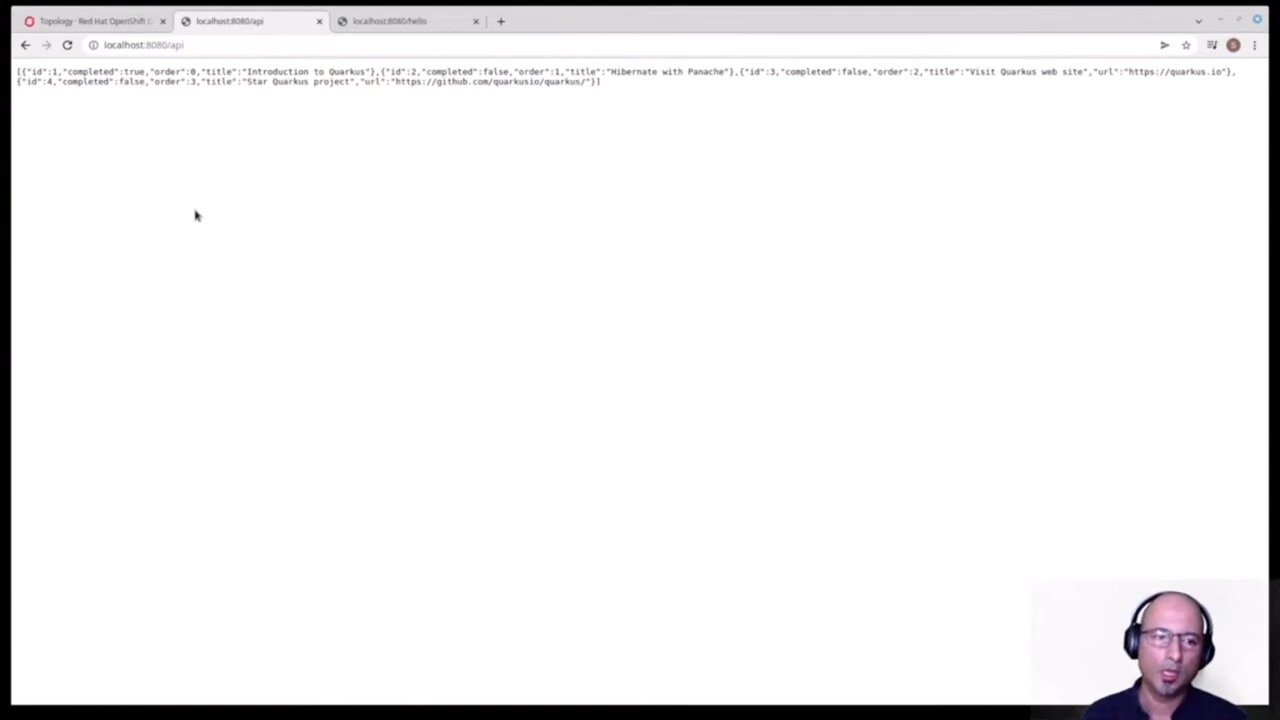 Topology · Red Hat OpenShift
localhost:8080/api
localhost:8080/hello
localhost:8080/api
[{"id":1,"completed":true,"order":0,"title":"Introduction to Quarkus"},{"id":2,"completed":false,"order":1,"title":"Hibernate with Panache"},{"id":3,"completed":false,"order":2,"title":"Visit Quarkus web site","url":"https://quarkus.io"},
{"id":4,"completed":false,"order":3,"title":"Star Quarkus project","url":"https://github.com/quarkusio/quarkus/"}]